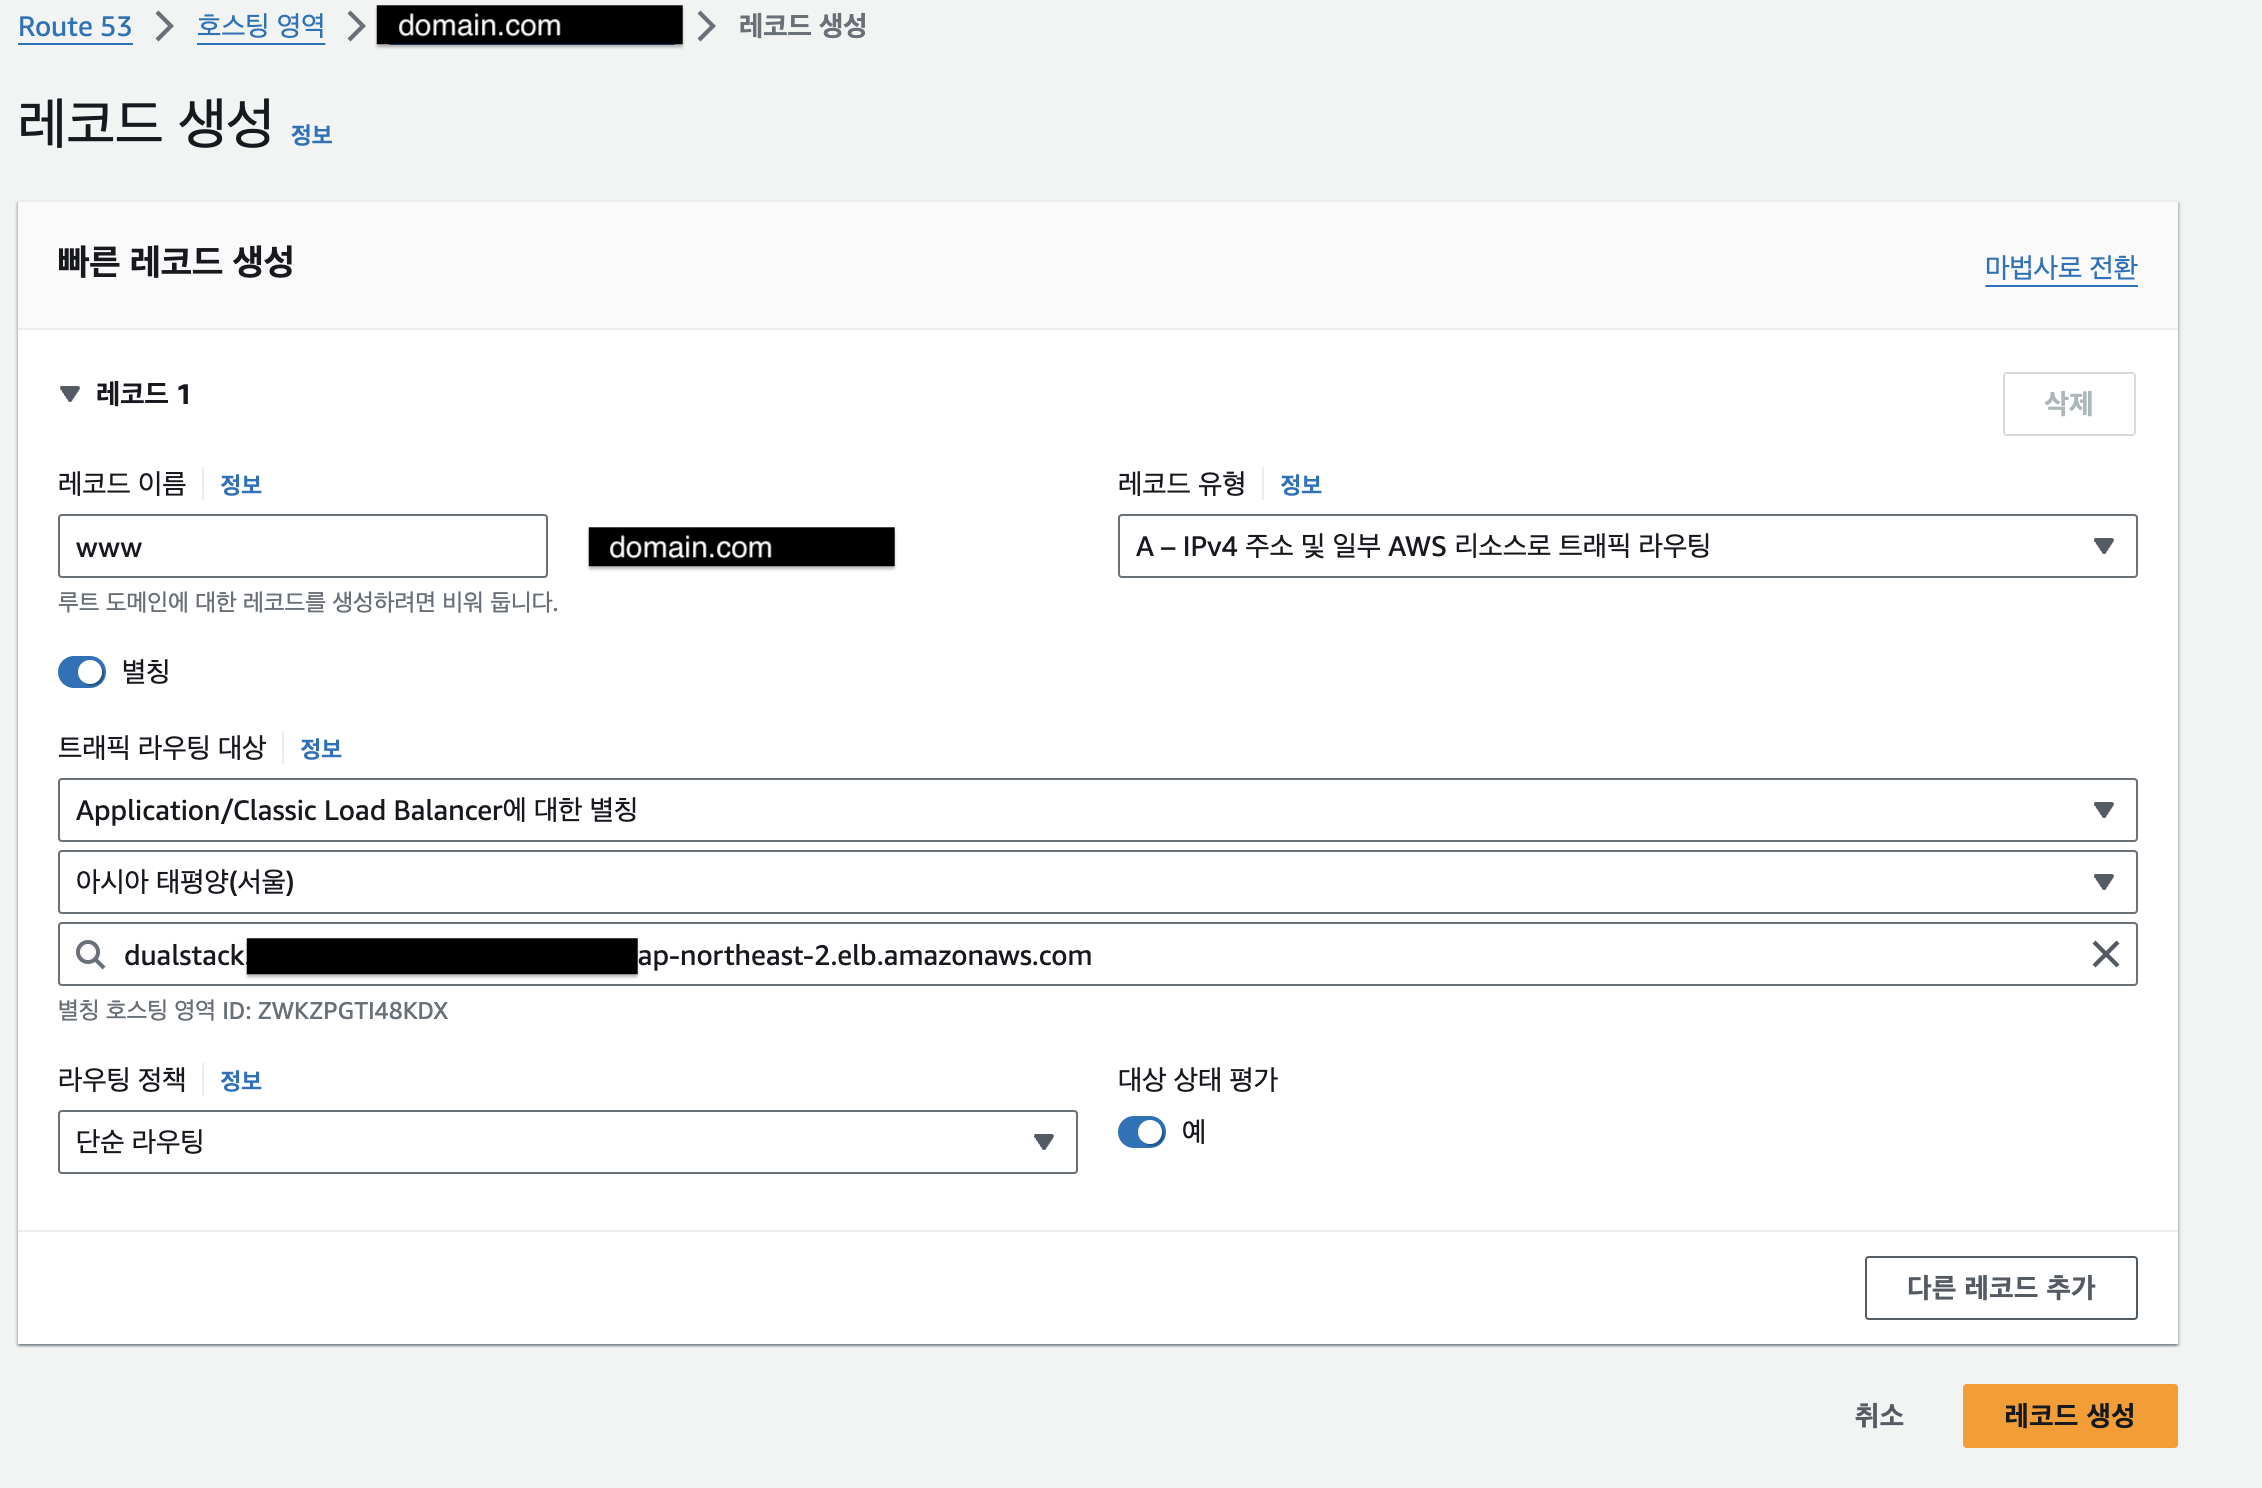 Route 53 > 호스팅 영역 > domain.com > 레코드 생성
레코드 생성 정보
빠른 레코드 생성
마법사로 전환
레코드 1
삭제
레코드 이름 정보
www
domain.com
루트 도메인에 대한 레코드를 생성하려면 비워 둡니다.
레코드 유형 정보
A – IPv4 주소 및 일부 AWS 리소스로 트래픽 라우팅
별칭
트래픽 라우팅 대상 정보
Application/Classic Load Balancer에 대한 별칭
아시아 태평양(서울)
dualstack. ap-northeast-2.elb.amazonaws.com
별칭 호스팅 영역 ID: ZWKZPGTI48KDX
라우팅 정책 정보
단순 라우팅
대상 상태 평가
예
다른 레코드 추가
취소
레코드 생성